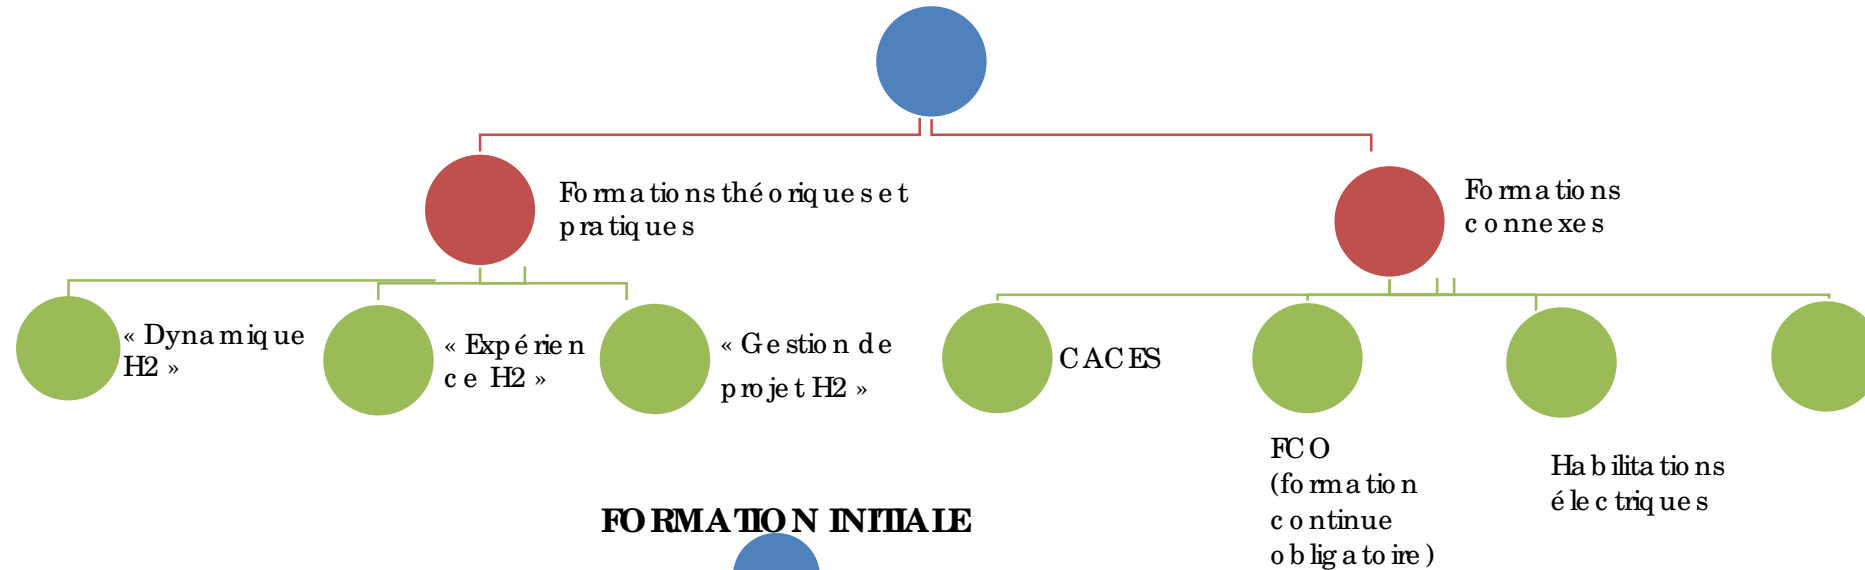 Formations théoriques et
pratiques
Formations
connexes
« Dynamique
H2 »
« Expérien
ce H2 »
« Gestion de
projet H2 »
CACES
FCO
(formation
continue
obligatoire)
Habilitations
électriques
FORMATION INITIALE